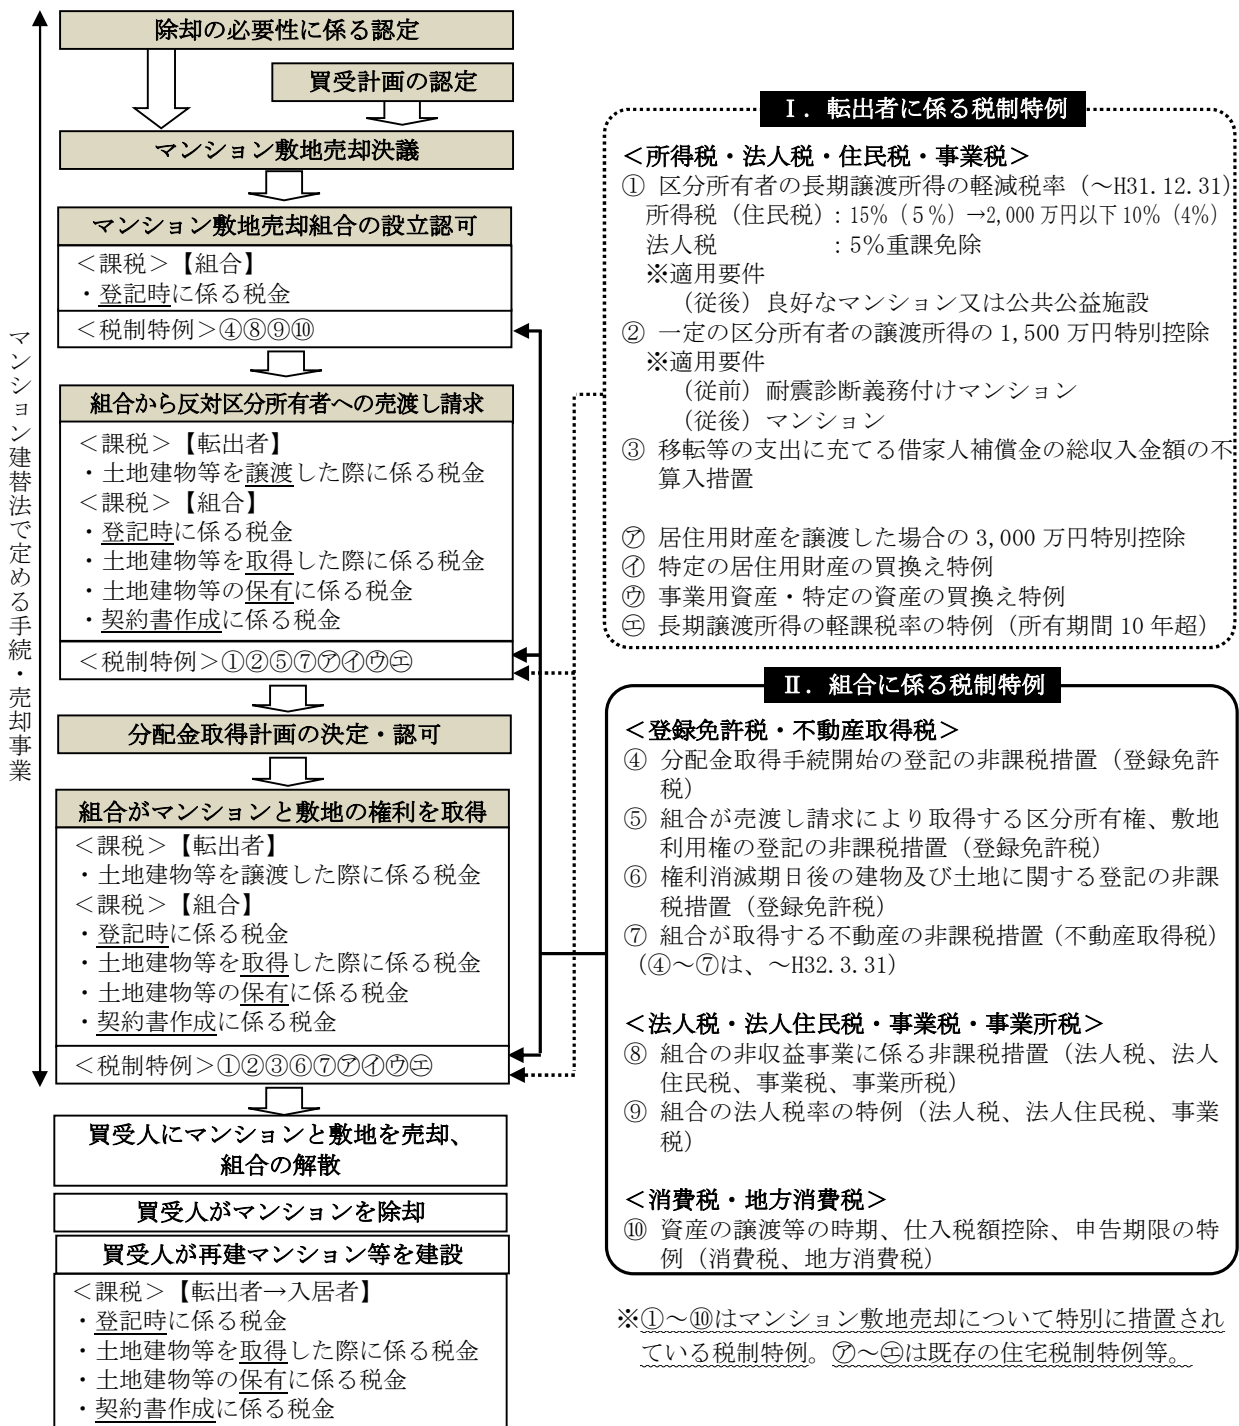 除却の必要性に係る認定
買受計画の認定
マンション敷地売却決議
マンション敷地売却組合の設立認可
＜課税＞【組合】
・登記時に係る税金
＜税制特例＞④⑧⑨⑩
組合から反対区分所有者への売渡し請求
＜課税＞【転出者】
・土地建物等を譲渡した際に係る税金
＜課税＞【組合】
・登記時に係る税金
・土地建物等を取得した際に係る税金
・土地建物等の保有に係る税金
・契約書作成に係る税金
＜税制特例＞①②⑤⑦㋐㋑㋒㋓
分配金取得計画の決定・認可
組合がマンションと敷地の権利を取得
＜課税＞【転出者】
・土地建物等を譲渡した際に係る税金
＜課税＞【組合】
・登記時に係る税金
・土地建物等を取得した際に係る税金
・土地建物等の保有に係る税金
・契約書作成に係る税金
＜税制特例＞①②③⑥⑦㋐㋑㋒㋓
買受人にマンションと敷地を売却、
組合の解散
買受人がマンションを除却
買受人が再建マンション等を建設
＜課税＞【転出者→入居者】
・登記時に係る税金
・土地建物等を取得した際に係る税金
・土地建物等の保有に係る税金
・契約書作成に係る税金
マンション建替法で定める手続・売却事業
Ⅰ．転出者に係る税制特例
＜所得税・法人税・住民税・事業税＞
① 区分所有者の長期譲渡所得の軽減税率（～H31.12.31）
所得税（住民税）：15%（5%）→2,000万円以下10%（4%）
法人税　　　　　：5％重課免除
※適用要件
（従後）良好なマンション又は公共公益施設
② 一定の区分所有者の譲渡所得の1,500万円特別控除
※適用要件
（従前）耐震診断義務付けマンション
（従後）マンション
③ 移転等の支出に充てる借家人補償金の総収入金額の不
算入措置
㋐ 居住用財産を譲渡した場合の3,000万円特別控除
㋑ 特定の居住用財産の買換え特例
㋒ 事業用資産・特定の資産の買換え特例
㋓ 長期譲渡所得の軽課税率の特例（所有期間10年超）
Ⅱ．組合に係る税制特例
＜登録免許税・不動産取得税＞
④ 分配金取得手続開始の登記の非課税措置（登録免許
税）
⑤ 組合が売渡し請求により取得する区分所有権、敷地
利用権の登記の非課税措置（登録免許税）
⑥ 権利消滅期日後の建物及び土地に関する登記の非課
税措置（登録免許税）
⑦ 組合が取得する不動産の非課税措置（不動産取得税）
（④～⑦は、～H32.3.31）
＜法人税・法人住民税・事業税・事業所税＞
⑧ 組合の非収益事業に係る非課税措置（法人税、法人
住民税、事業税、事業所税）
⑨ 組合の法人税率の特例（法人税、法人住民税、事業
税）
＜消費税・地方消費税＞
⑩ 資産の譲渡等の時期、仕入税額控除、申告期限の特
例（消費税、地方消費税）
※①～⑩はマンション敷地売却について特別に措置され
ている税制特例。㋐～㋓は既存の住宅税制特例等。